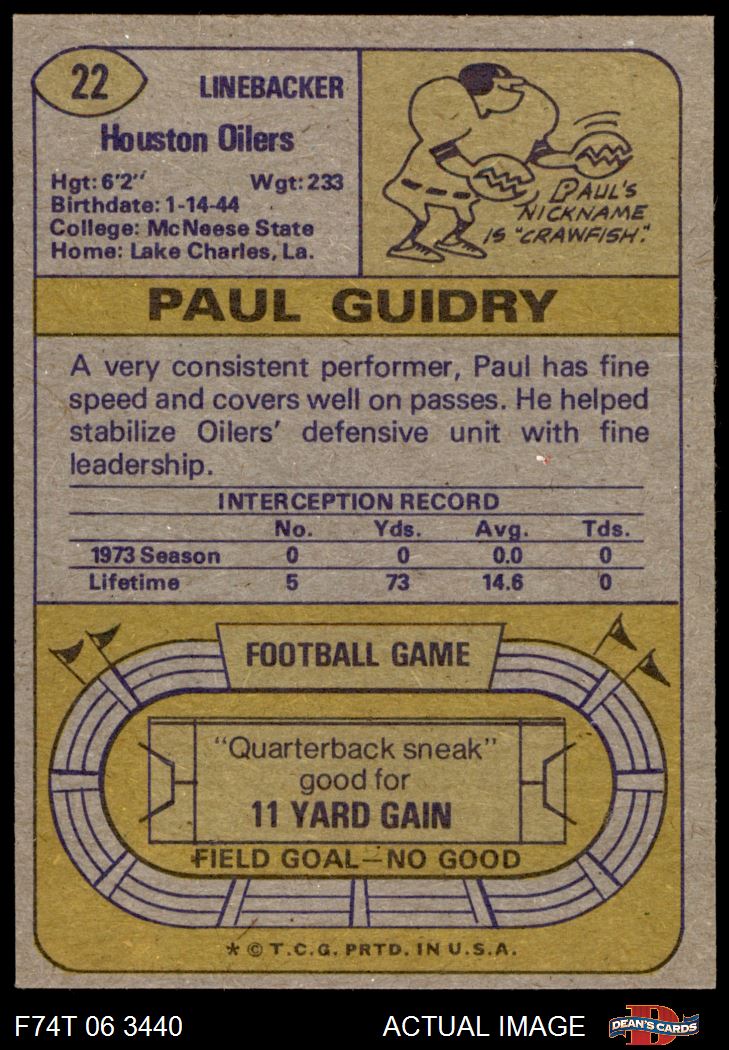 22
LINEBACKER
Houston Oilers
Hgt: 6'2" Wgt: 233
Birthdate: 1-14-44
College: McNeese State
Home: Lake Charles, La.
PAUL'S
NICKNAME
IS "CRAWFISH."
PAUL GUIDRY
A very consistent performer, Paul has fine
speed and covers well on passes. He helped
stabilize Oilers' defensive unit with fine
leadership.
INTERCEPTION RECORD
No. Yds. Avg. Tds.
1973 Season 0 0 0.0 0
Lifetime 5 73 14.6 0
FOOTBALL GAME
"Quarterback sneak"
good for
11 YARD GAIN
FIELD GOAL—NO GOOD
* © T.C.G. PRTD. IN U.S.A.
F74T 06 3440 ACTUAL IMAGE DEAN'S CARDS